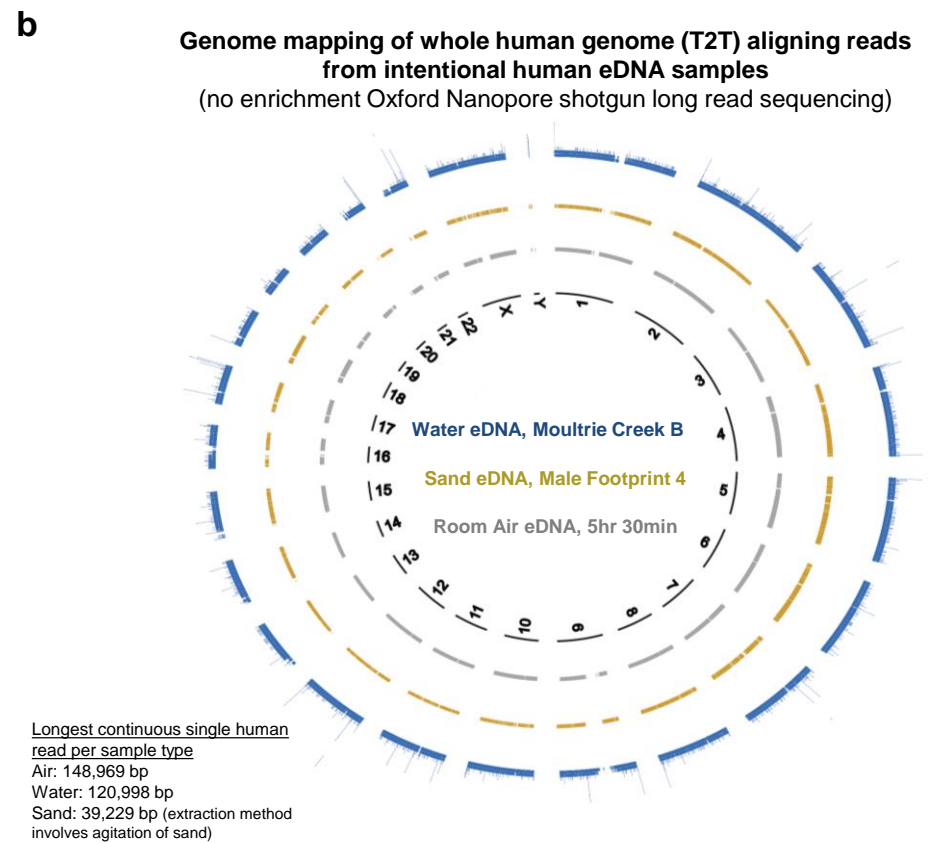 b
Genome mapping of whole human genome (T2T) aligning reads
from intentional human eDNA samples
(no enrichment Oxford Nanopore shotgun long read sequencing)
1
2
3
4
5
6
7
8
9
10
11
12
13
14
15
16
17
18
19
20
21
22
X
Y
Water eDNA, Moultrie Creek B
Sand eDNA, Male Footprint 4
Room Air eDNA, 5hr 30min
Longest continuous single human
read per sample type
Air: 148,969 bp
Water: 120,998 bp
Sand: 39,229 bp (extraction method
involves agitation of sand)